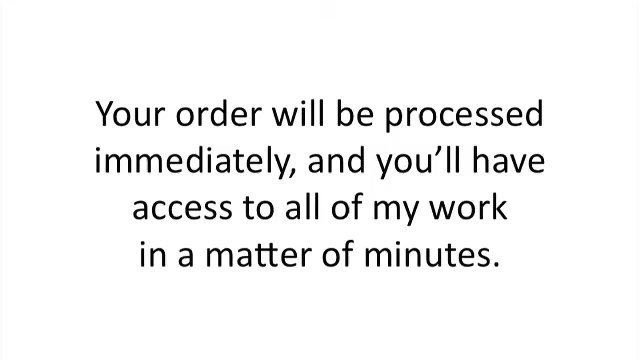 Your order will be processed
immediately, and you’ll have
access to all of my work
in a matter of minutes.